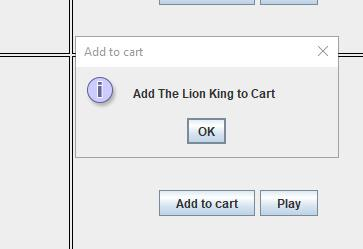 Add to cart
Add The Lion King to Cart
OK
Add to cart
Play